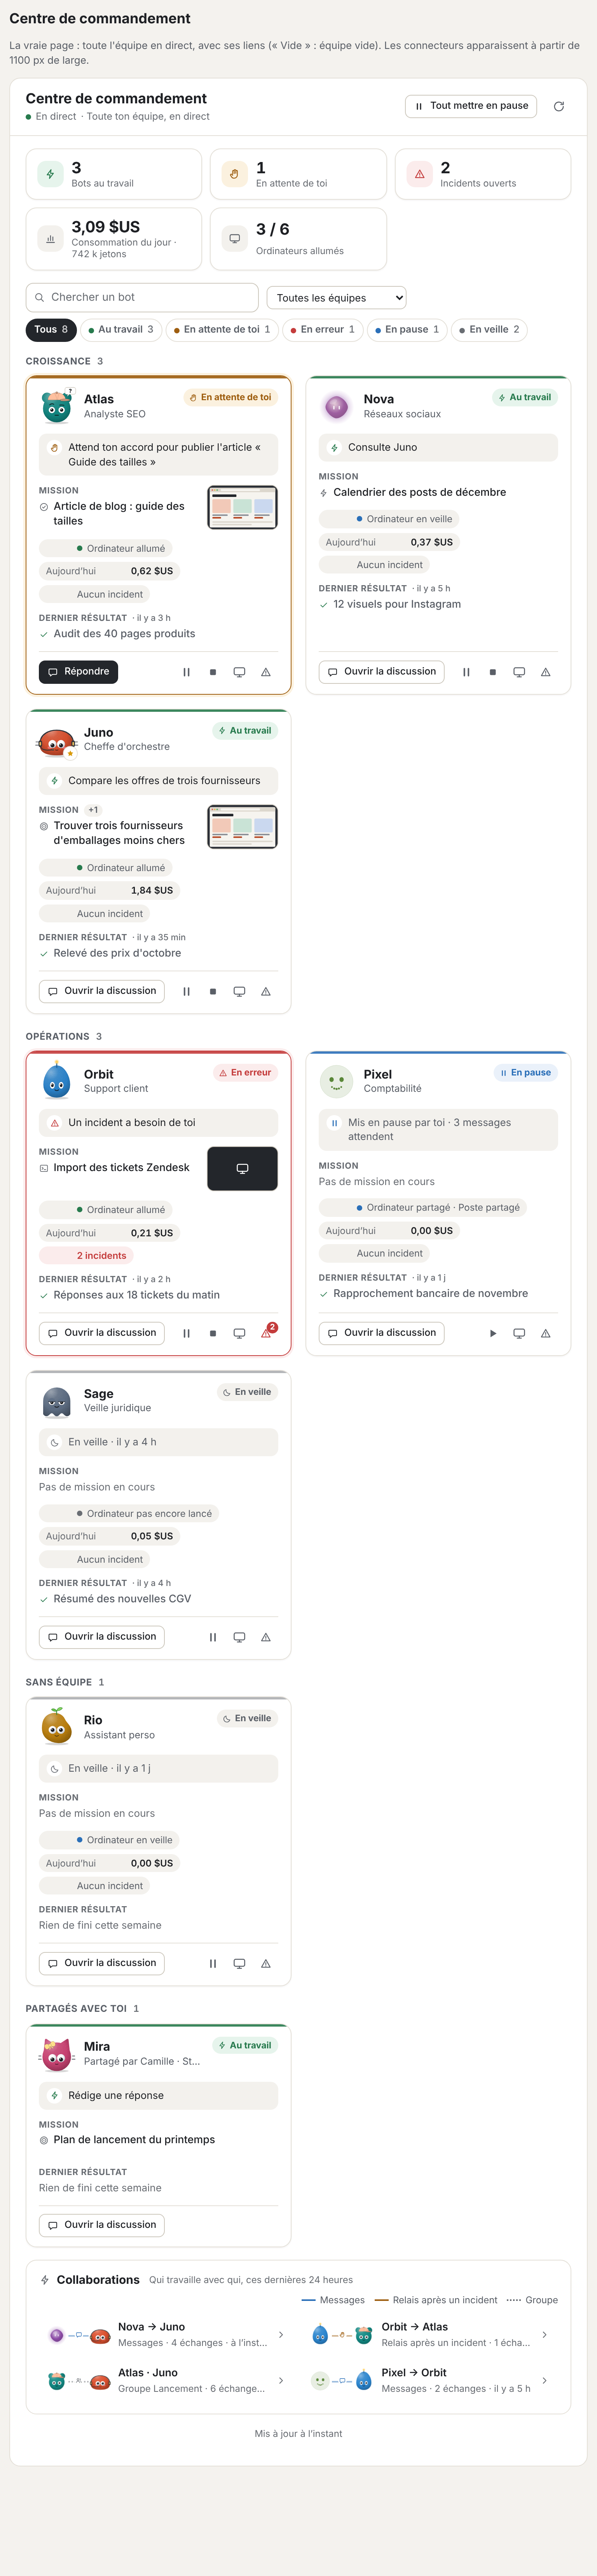 Centre de commandement
La vraie page : toute l'équipe en direct, avec ses liens (« Vide » : équipe vide). Les connecteurs apparaissent à partir de
1100 px de large.
Centre de commandement
En direct · Toute ton équipe, en direct
Tout mettre en pause
3
Bots au travail
1
En attente de toi
2
Incidents ouverts
3,09 $US
Consommation du jour ·
742 k jetons
3 / 6
Ordinateurs allumés
Chercher un bot
Toutes les équipes
Tous 8
Au travail 3
En attente de toi 1
En erreur 1
En pause 1
En veille 2
CROISSANCE 3
Atlas
Analyste SEO
En attente de toi
Attend ton accord pour publier l'article «
Guide des tailles »
MISSION
Article de blog : guide des
tailles
Ordinateur allumé
Aujourd'hui 0,62 $US
Aucun incident
DERNIER RÉSULTAT · il y a 3 h
Audit des 40 pages produits
Répondre
Nova
Réseaux sociaux
Au travail
Consulte Juno
MISSION
Calendrier des posts de décembre
Ordinateur en veille
Aujourd'hui 0,37 $US
Aucun incident
DERNIER RÉSULTAT · il y a 5 h
12 visuels pour Instagram
Ouvrir la discussion
Juno
Cheffe d'orchestre
Au travail
Compare les offres de trois fournisseurs
MISSION +1
Trouver trois fournisseurs
d'emballages moins chers
Ordinateur allumé
Aujourd'hui 1,84 $US
Aucun incident
DERNIER RÉSULTAT · il y a 35 min
Relevé des prix d'octobre
Ouvrir la discussion
OPÉRATIONS 3
Orbit
Support client
En erreur
Un incident a besoin de toi
MISSION
Import des tickets Zendesk
Ordinateur allumé
Aujourd'hui 0,21 $US
2 incidents
DERNIER RÉSULTAT · il y a 2 h
Réponses aux 18 tickets du matin
Ouvrir la discussion
2
Pixel
Comptabilité
En pause
Mis en pause par toi · 3 messages
attendent
MISSION
Pas de mission en cours
Ordinateur partagé · Poste partagé
Aujourd'hui 0,00 $US
Aucun incident
DERNIER RÉSULTAT · il y a 1 j
Rapprochement bancaire de novembre
Ouvrir la discussion
Sage
Veille juridique
En veille
En veille · il y a 4 h
MISSION
Pas de mission en cours
Ordinateur pas encore lancé
Aujourd'hui 0,05 $US
Aucun incident
DERNIER RÉSULTAT · il y a 4 h
Résumé des nouvelles CGV
Ouvrir la discussion
SANS ÉQUIPE 1
Rio
Assistant perso
En veille
En veille · il y a 1 j
MISSION
Pas de mission en cours
Ordinateur en veille
Aujourd'hui 0,00 $US
Aucun incident
DERNIER RÉSULTAT
Rien de fini cette semaine
Ouvrir la discussion
PARTAGÉS AVEC TOI 1
Mira
Partagé par Camille · St...
Au travail
Rédige une réponse
MISSION
Plan de lancement du printemps
DERNIER RÉSULTAT
Rien de fini cette semaine
Ouvrir la discussion
Collaborations Qui travaille avec qui, ces dernières 24 heures
Messages
Relais après un incident
Groupe
Nova → Juno
Messages · 4 échanges · à l'inst...
Orbit → Atlas
Relais après un incident · 1 écha...
Atlas · Juno
Groupe Lancement · 6 échange...
Pixel → Orbit
Messages · 2 échanges · il y a 5 h
Mis à jour à l'instant